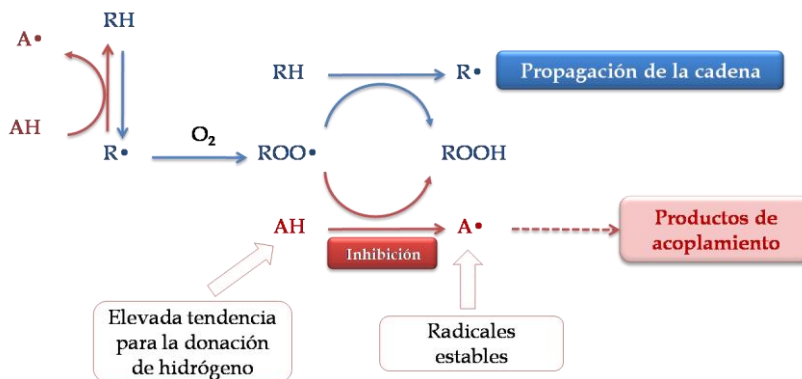 RH
A•
AH
R•
O₂
ROO•
RH
R•
Propagación de la cadena
ROOH
AH
Inhibición
A•
Productos de
acoplamiento
Elevada tendencia
para la donación
de hidrógeno
Radicales
estables